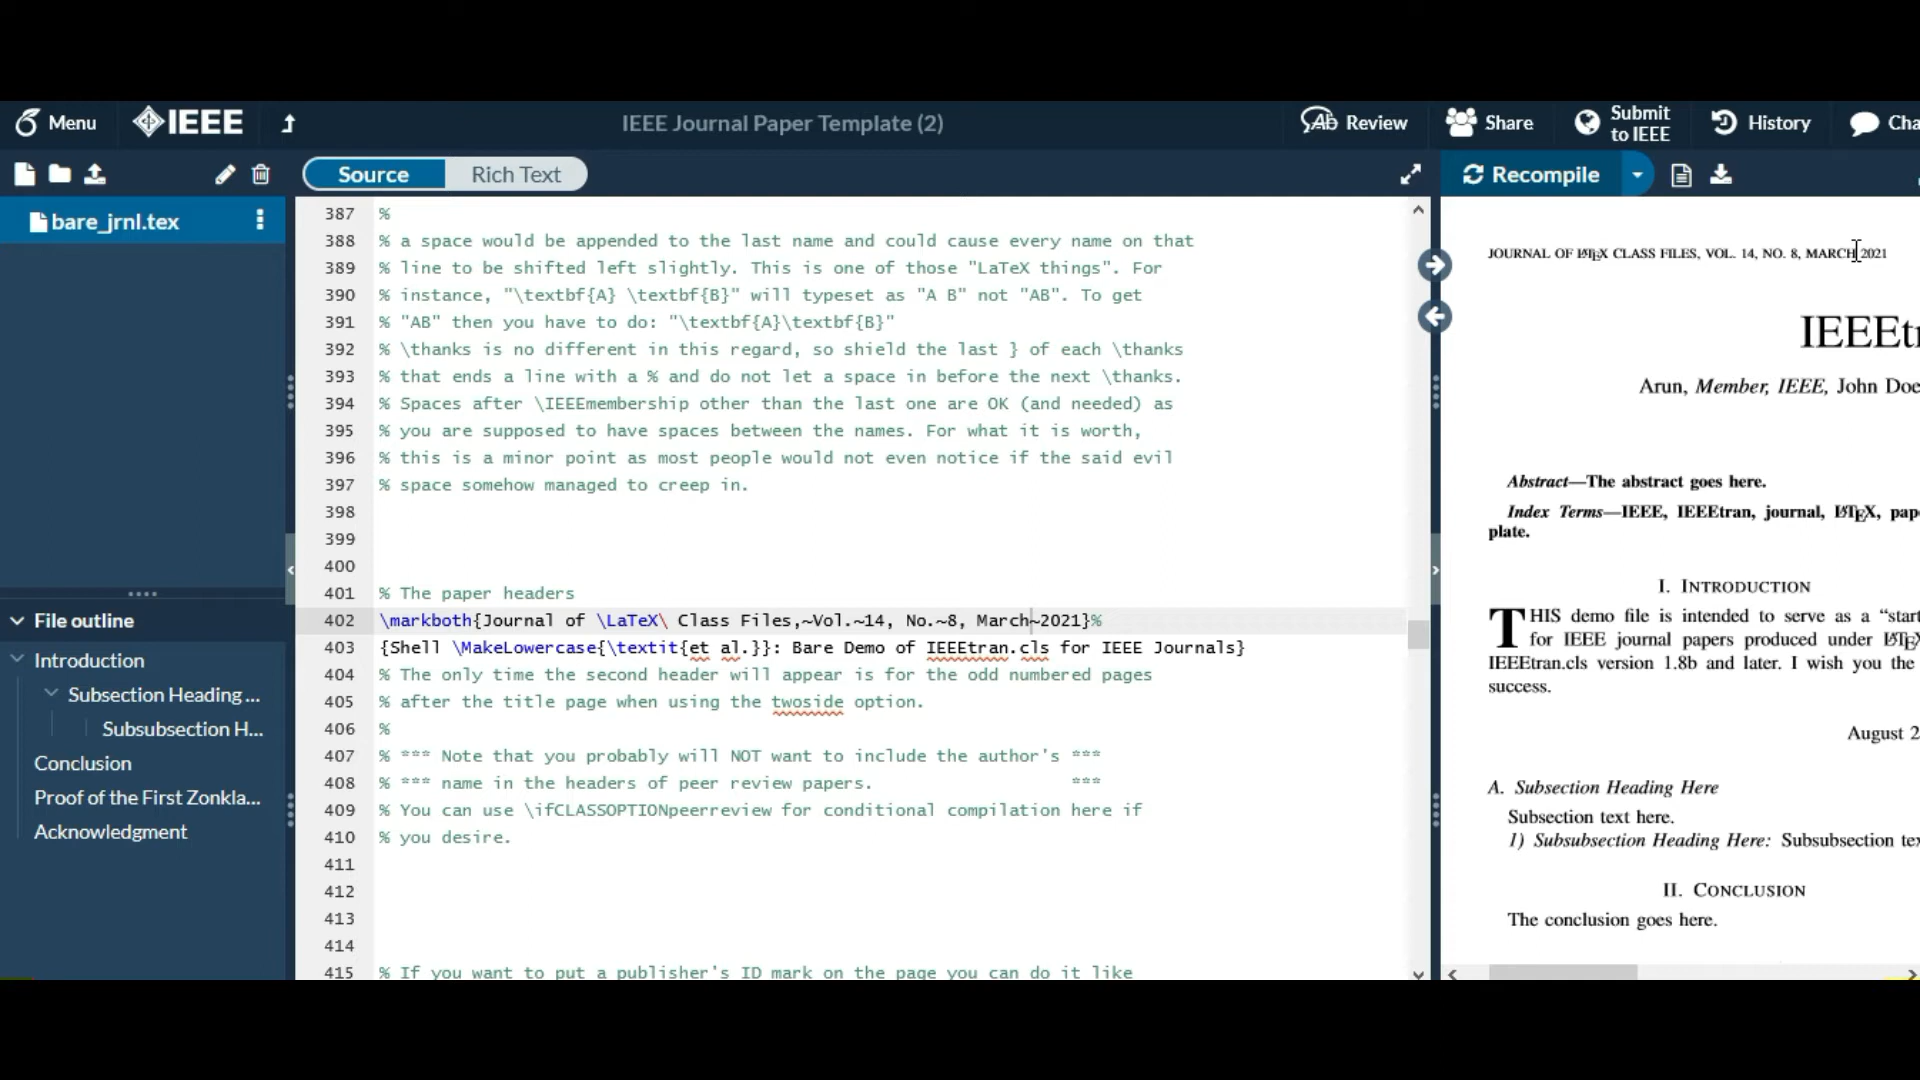 Menu
IEEE
IEEE Journal Paper Template (2)
Review
Share
Submit to IEEE
History
Cha
Source
Rich Text
Recompile
bare_jrnl.tex
387 %
388 % a space would be appended to the last name and could cause every name on that
389 % line to be shifted left slightly. This is one of those "LaTeX things". For
390 % instance, "\textbf{A} \textbf{B}" will typeset as "A B" not "AB". To get
391 % "AB" then you have to do: "\textbf{A}\textbf{B}"
392 % \thanks is no different in this regard, so shield the last } of each \thanks
393 % that ends a line with a % and do not let a space in before the next \thanks.
394 % Spaces after \IEEEmembership other than the last one are OK (and needed) as
395 % you are supposed to have spaces between the names. For what it is worth,
396 % this is a minor point as most people would not even notice if the said evil
397 % space somehow managed to creep in.
398
399
400
401 % The paper headers
402 \markboth{Journal of \LaTeX\ Class Files,~Vol.~14, No.~8, March~2021}%
403 {Shell \MakeLowercase{\textit{et al.}}: Bare Demo of IEEEtran.cls for IEEE Journals}
404 % The only time the second header will appear is for the odd numbered pages
405 % after the title page when using the twoside option.
406 %
407 % *** Note that you probably will NOT want to include the author's ***
408 % *** name in the headers of peer review papers. ***
409 % You can use \ifCLASSOPTIONpeerreview for conditional compilation here if
410 % you desire.
411
412
413
414
415 % If you want to put a publisher's ID mark on the page you can do it like
File outline
Introduction
Subsection Heading ...
Subsubsection H...
Conclusion
Proof of the First Zonkla...
Acknowledgment
JOURNAL OF LATEX CLASS FILES, VOL. 14, NO. 8, MARCH 2021
IEEEtr
Arun, Member, IEEE, John Doe
Abstract—The abstract goes here.
Index Terms—IEEE, IEEEtran, journal, LATEX, pap
plate.
I. INTRODUCTION
THIS demo file is intended to serve as a "start
for IEEE journal papers produced under LATE
IEEEtran.cls version 1.8b and later. I wish you the
success.
August 2
A. Subsection Heading Here
Subsection text here.
1) Subsubsection Heading Here: Subsubsection tex
II. CONCLUSION
The conclusion goes here.